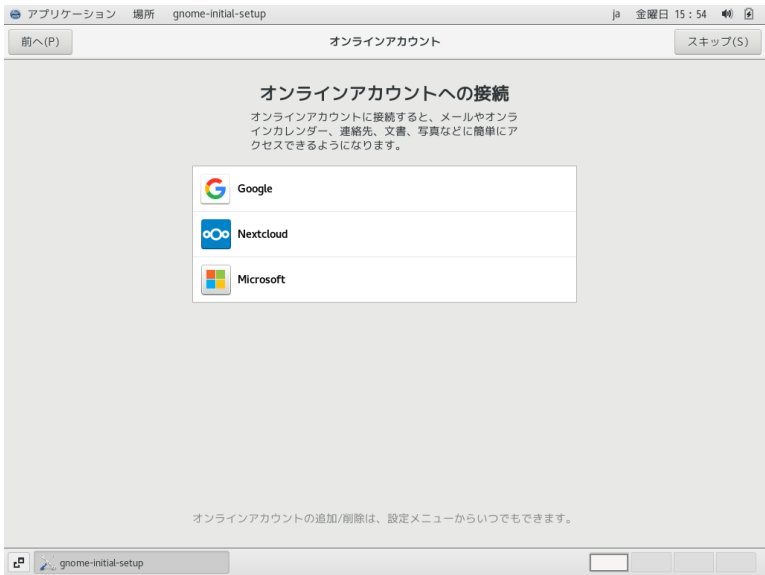 アプリケーション 場所 gnome-initial-setup ja 金曜日 15:54
前へ(P) オンラインアカウント スキップ(S)
オンラインアカウントへの接続
オンラインアカウントに接続すると、メールやオンラ
インカレンダー、連絡先、文書、写真などに簡単にア
クセスできるようになります。
Google
Nextcloud
Microsoft
オンラインアカウントの追加/削除は、設定メニューからいつでもできます。
gnome-initial-setup